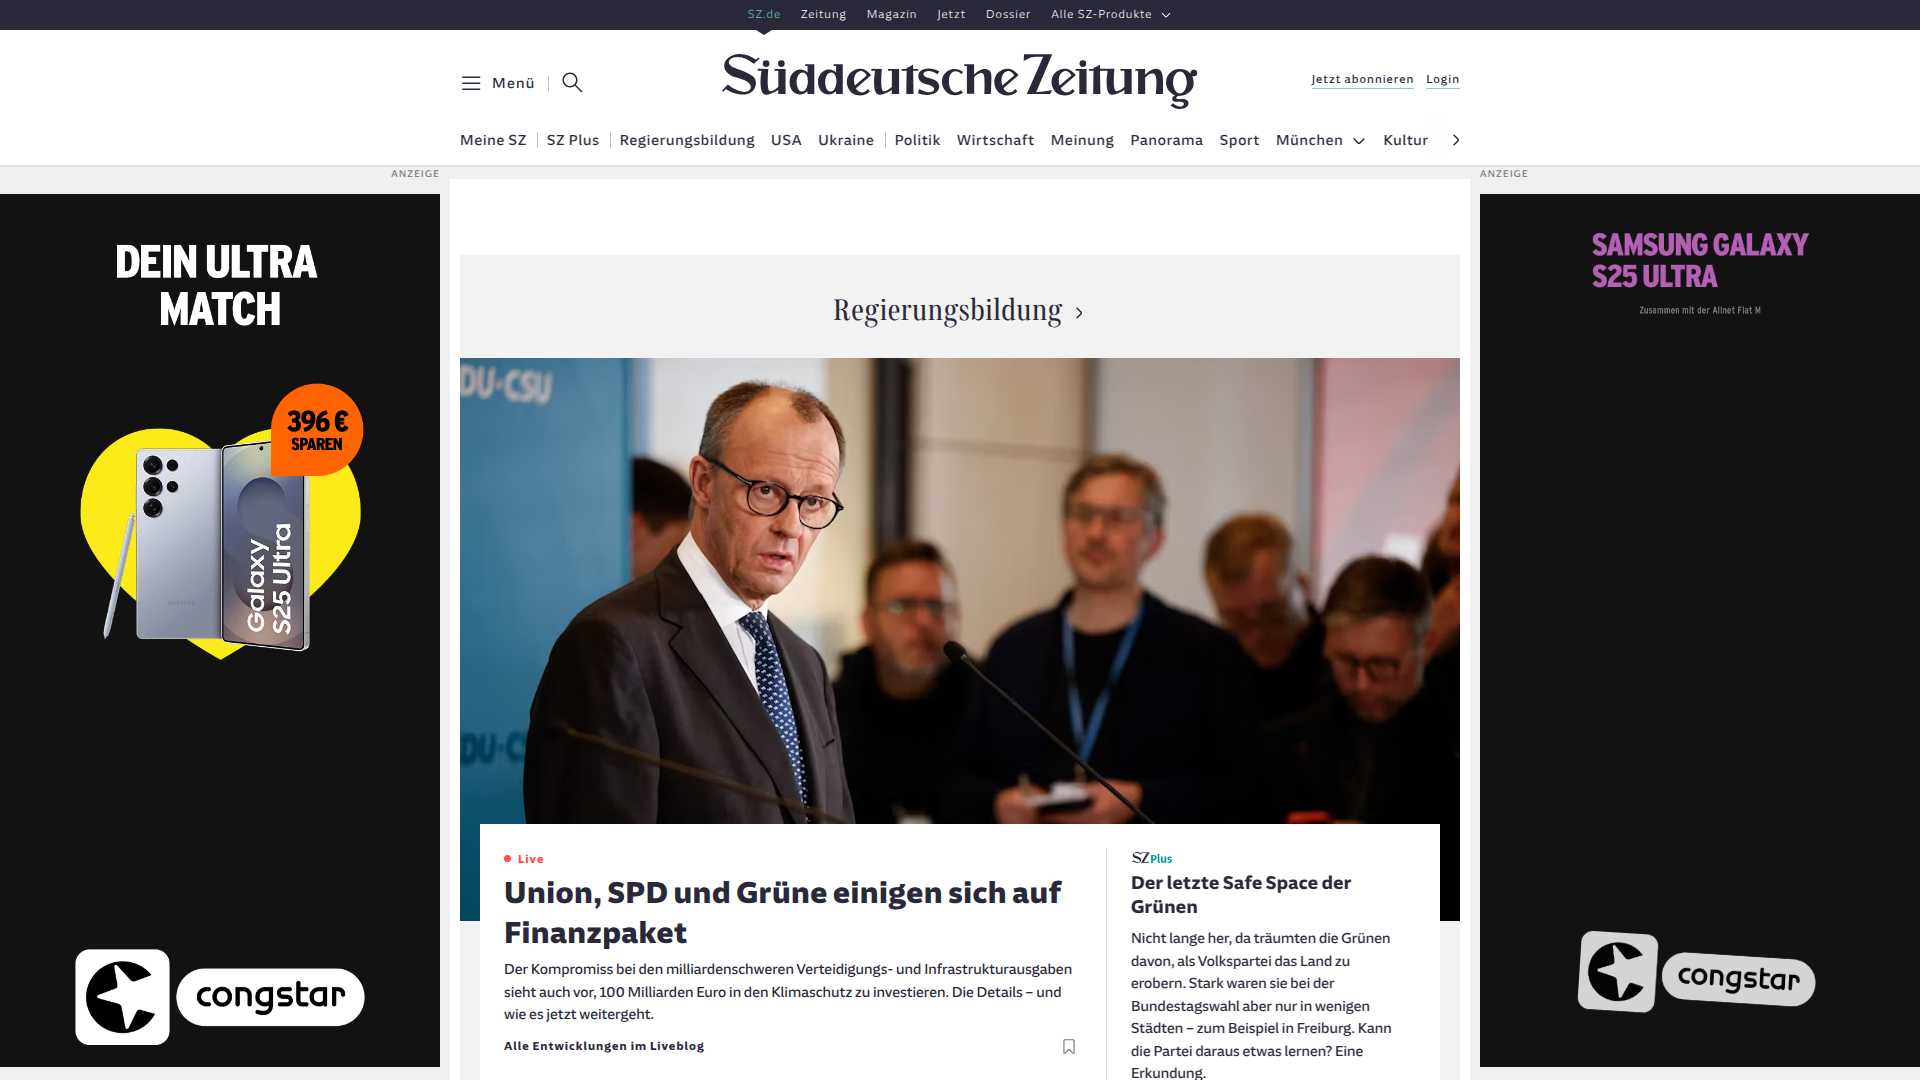 SZ.de Zeitung Magazin Jetzt Dossier Alle SZ-Produkte
Menü
Süddeutsche Zeitung
Jetzt abonnieren Login
Meine SZ SZ Plus Regierungsbildung USA Ukraine Politik Wirtschaft Meinung Panorama Sport München Kultur
ANZEIGE
ANZEIGE
DEIN ULTRA
MATCH
396 €
SPAREN
Galaxy
S25 Ultra
congstar
Regierungsbildung
DU-CSU
DU-CS
Live
Union, SPD und Grüne einigen sich auf
Finanzpaket
Der Kompromiss bei den milliardenschweren Verteidigungs- und Infrastrukturausgaben
sieht auch vor, 100 Milliarden Euro in den Klimaschutz zu investieren. Die Details – und
wie es jetzt weitergeht.
Alle Entwicklungen im Liveblog
SZ Plus
Der letzte Safe Space der
Grünen
Nicht lange her, da träumten die Grünen
davon, als Volkspartei das Land zu
erobern. Stark waren sie bei der
Bundestagswahl aber nur in wenigen
Städten – zum Beispiel in Freiburg. Kann
die Partei daraus etwas lernen? Eine
Erkundung.
SAMSUNG GALAXY
S25 ULTRA
Zusammen mit der Allnet Flat M
congstar